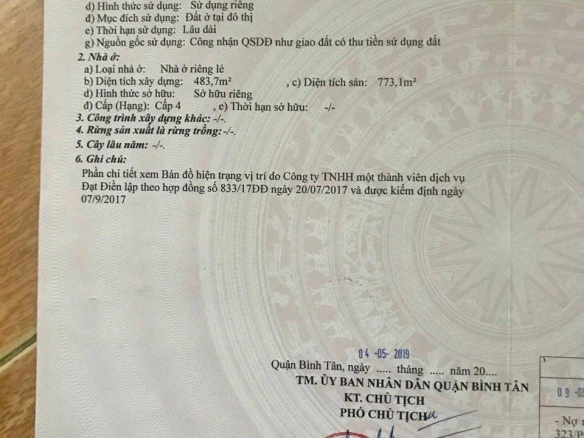 d) Hình thức sử dụng: Sử dụng riêng
đ) Mục đích sử dụng: Đất ở tại đô thị
e) Thời hạn sử dụng: Lâu dài
g) Nguồn gốc sử dụng: Công nhận QSDĐ như giao đất có thu tiền sử dụng đất
2. Nhà ở:
a) Loại nhà ở: Nhà ở riêng lẻ
b) Diện tích xây dựng: 483,7m² , c) Diện tích sàn: 773,1m²
d) Hình thức sở hữu: Sở hữu riêng
đ) Cấp (Hạng): Cấp 4 , e) Thời hạn sở hữu: -/-
3. Công trình xây dựng khác: -/-.
4. Rừng sản xuất là rừng trồng: -/-.
5. Cây lâu năm: -/-.
6. Ghi chú:
Phần chi tiết xem Bản đồ hiện trạng vị trí do Công ty TNHH một thành viên dịch vụ
Đạt Điền lập theo hợp đồng số 833/17ĐĐ ngày 20/07/2017 và được kiểm định ngày
07/9/2017
04 -05- 2019
Quận Bình Tân, ngày ..... tháng ..... năm 20....
TM. ỦY BAN NHÂN DÂN QUẬN BÌNH TÂN
KT. CHỦ TỊCH
PHÓ CHỦ TỊCH
09 -0
- Nợ
323/P